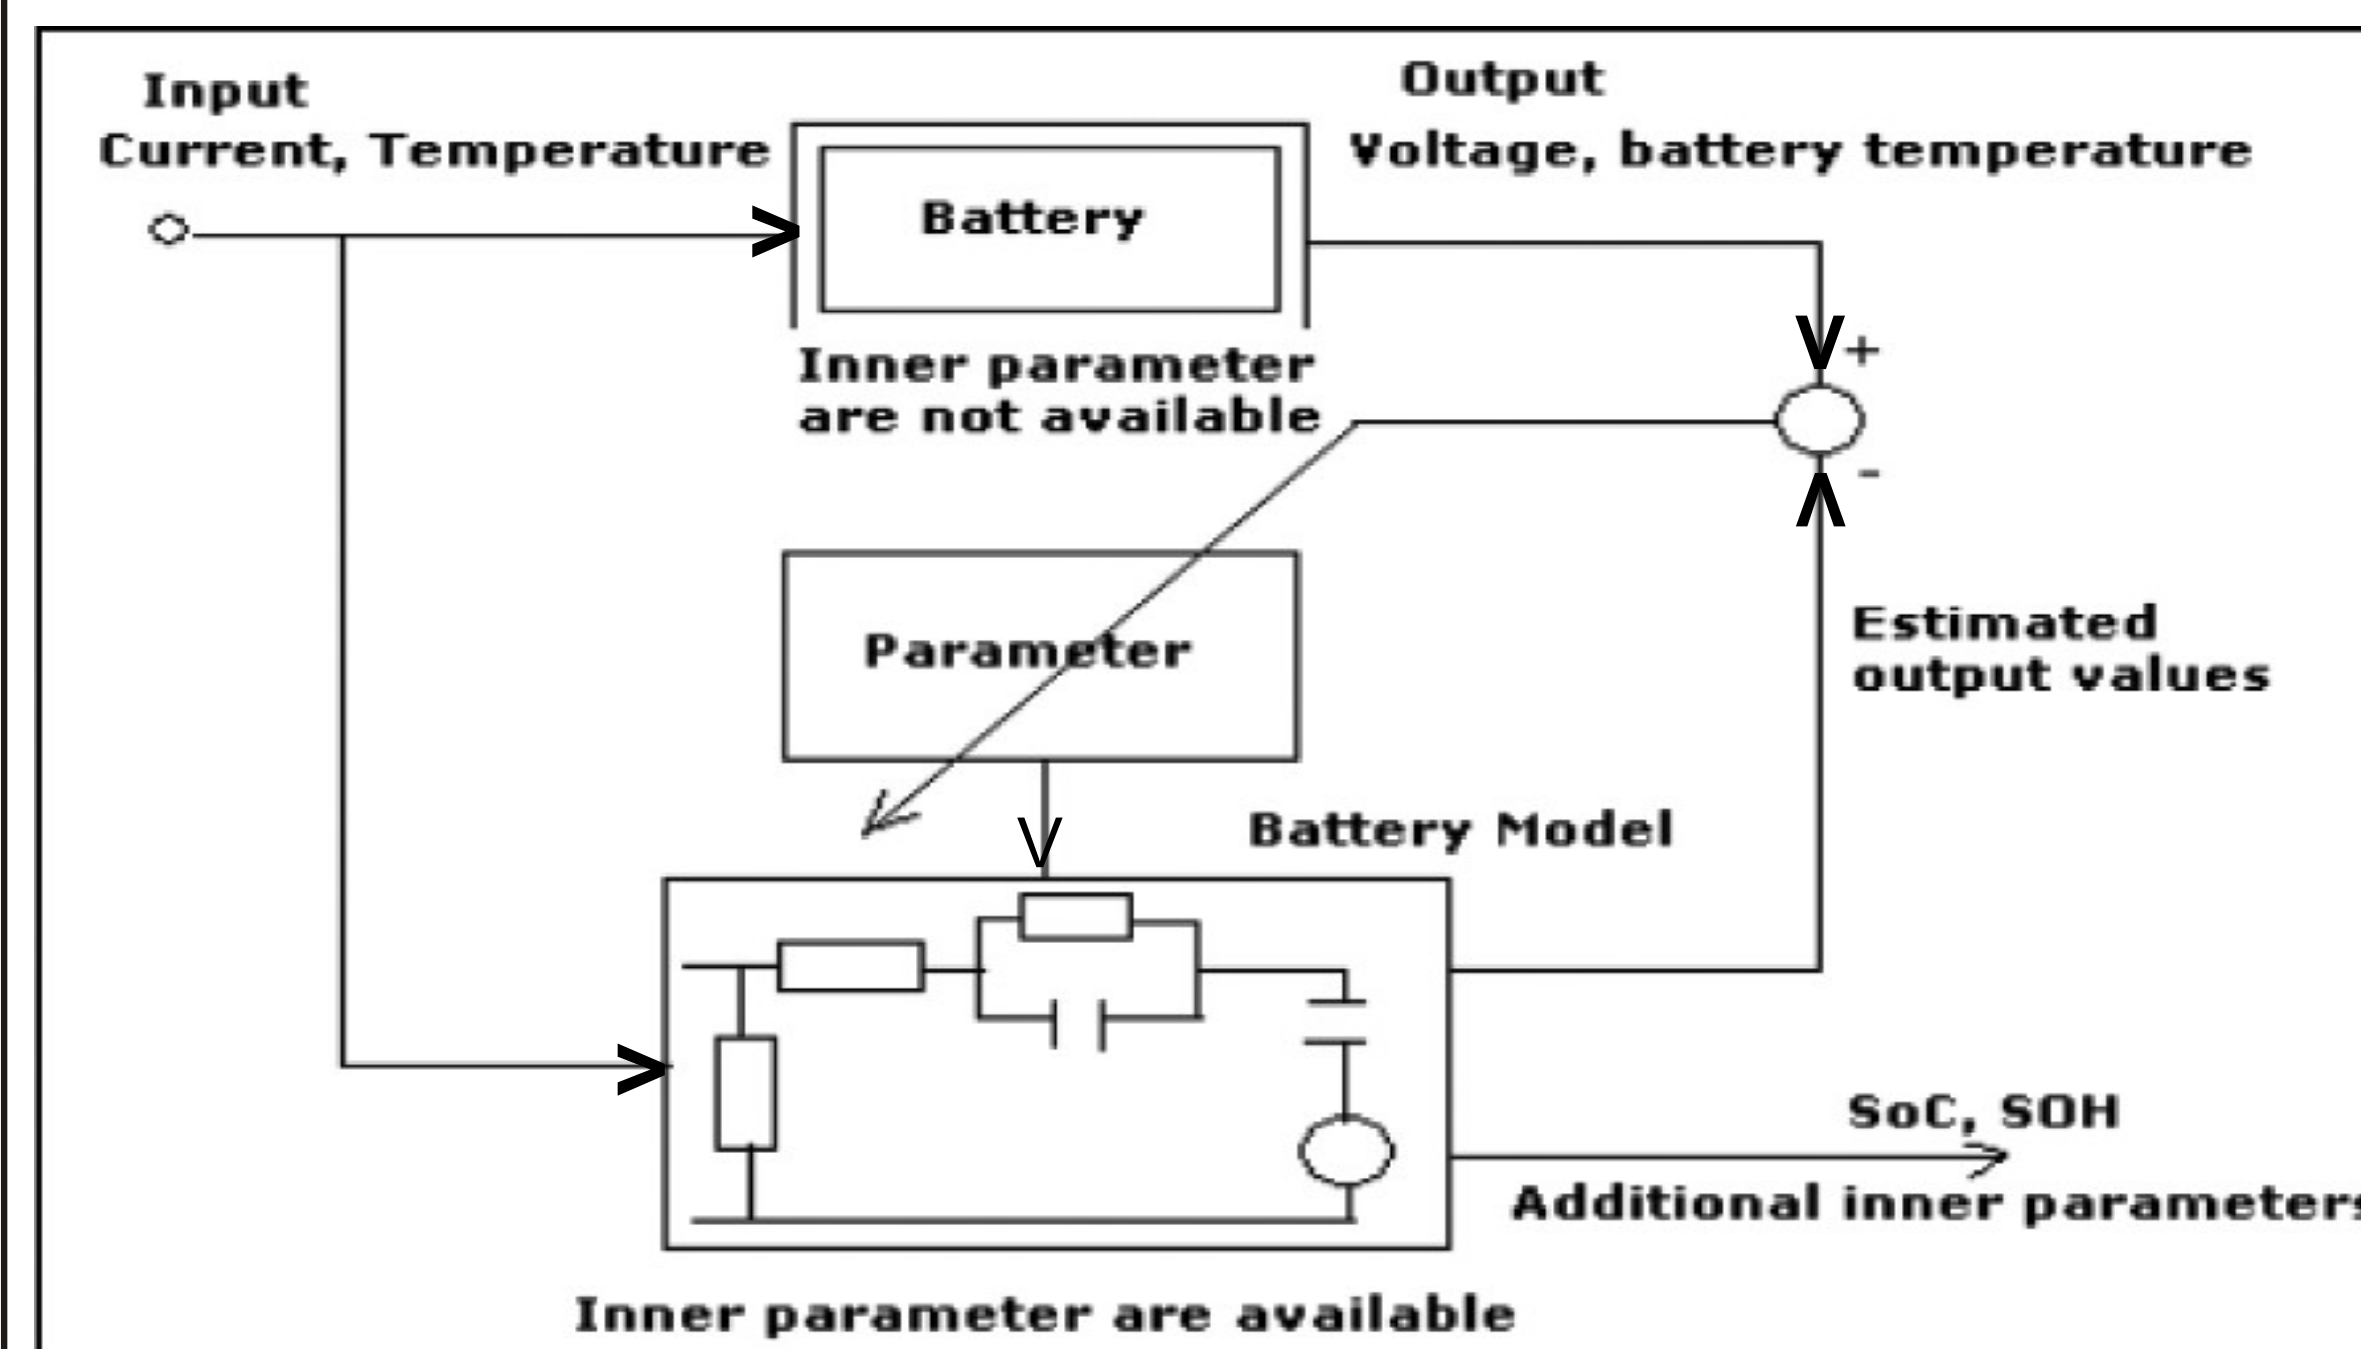 Input
Current, Temperature
Output
Voltage, battery temperature
Battery
+
Inner parameter
are not available
-
Parameter
Estimated
output values
Battery Model
SoC, SOH
Additional inner parameters
Inner parameter are available